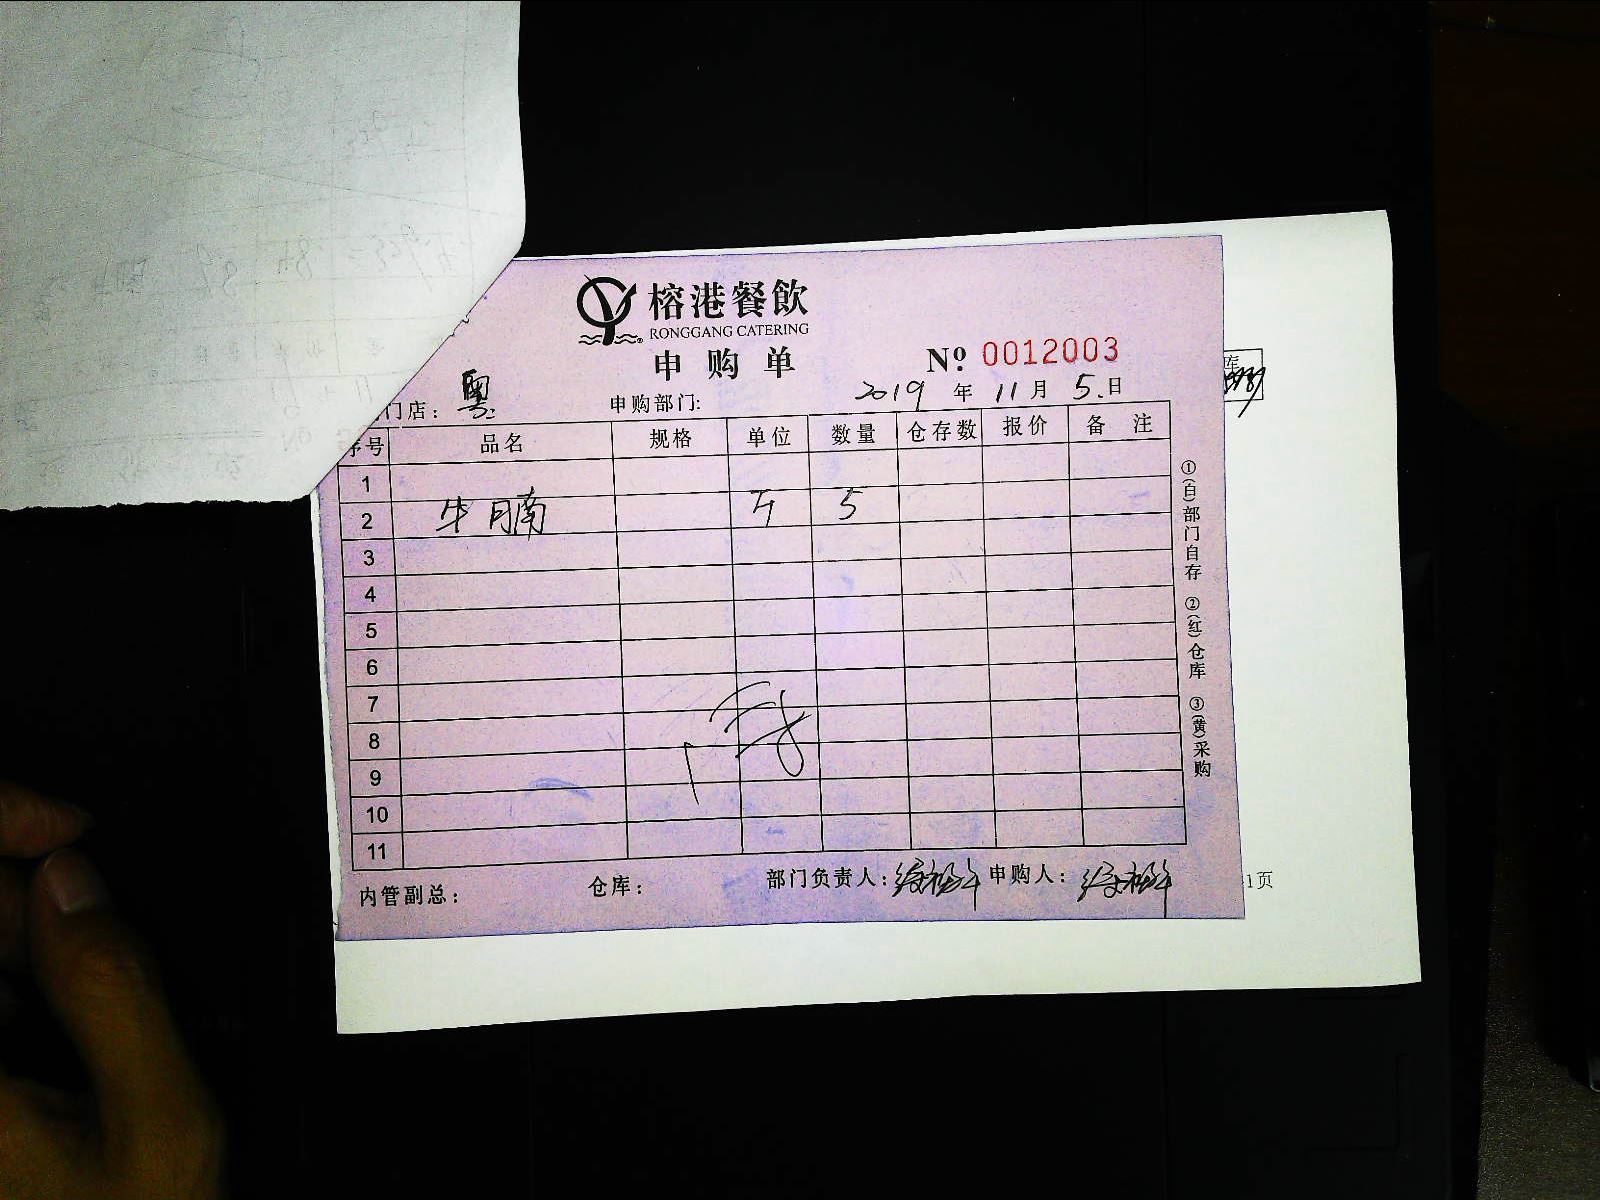 榕港餐飲
RONGGANG CATERING
申购单
№ 0012003
门店: 粤 申购部门: 2019 年 11 月 5 日
序号 品名 规格 单位 数量 仓存数 报价 备注
1
2 牛腩 斤 5
3
4
5
6
7
8
9
10
11
内管副总: 仓库: 部门负责人: 申购人:
①(白)部门自存 ②(红)仓库 ③(黄)采购
库
1页